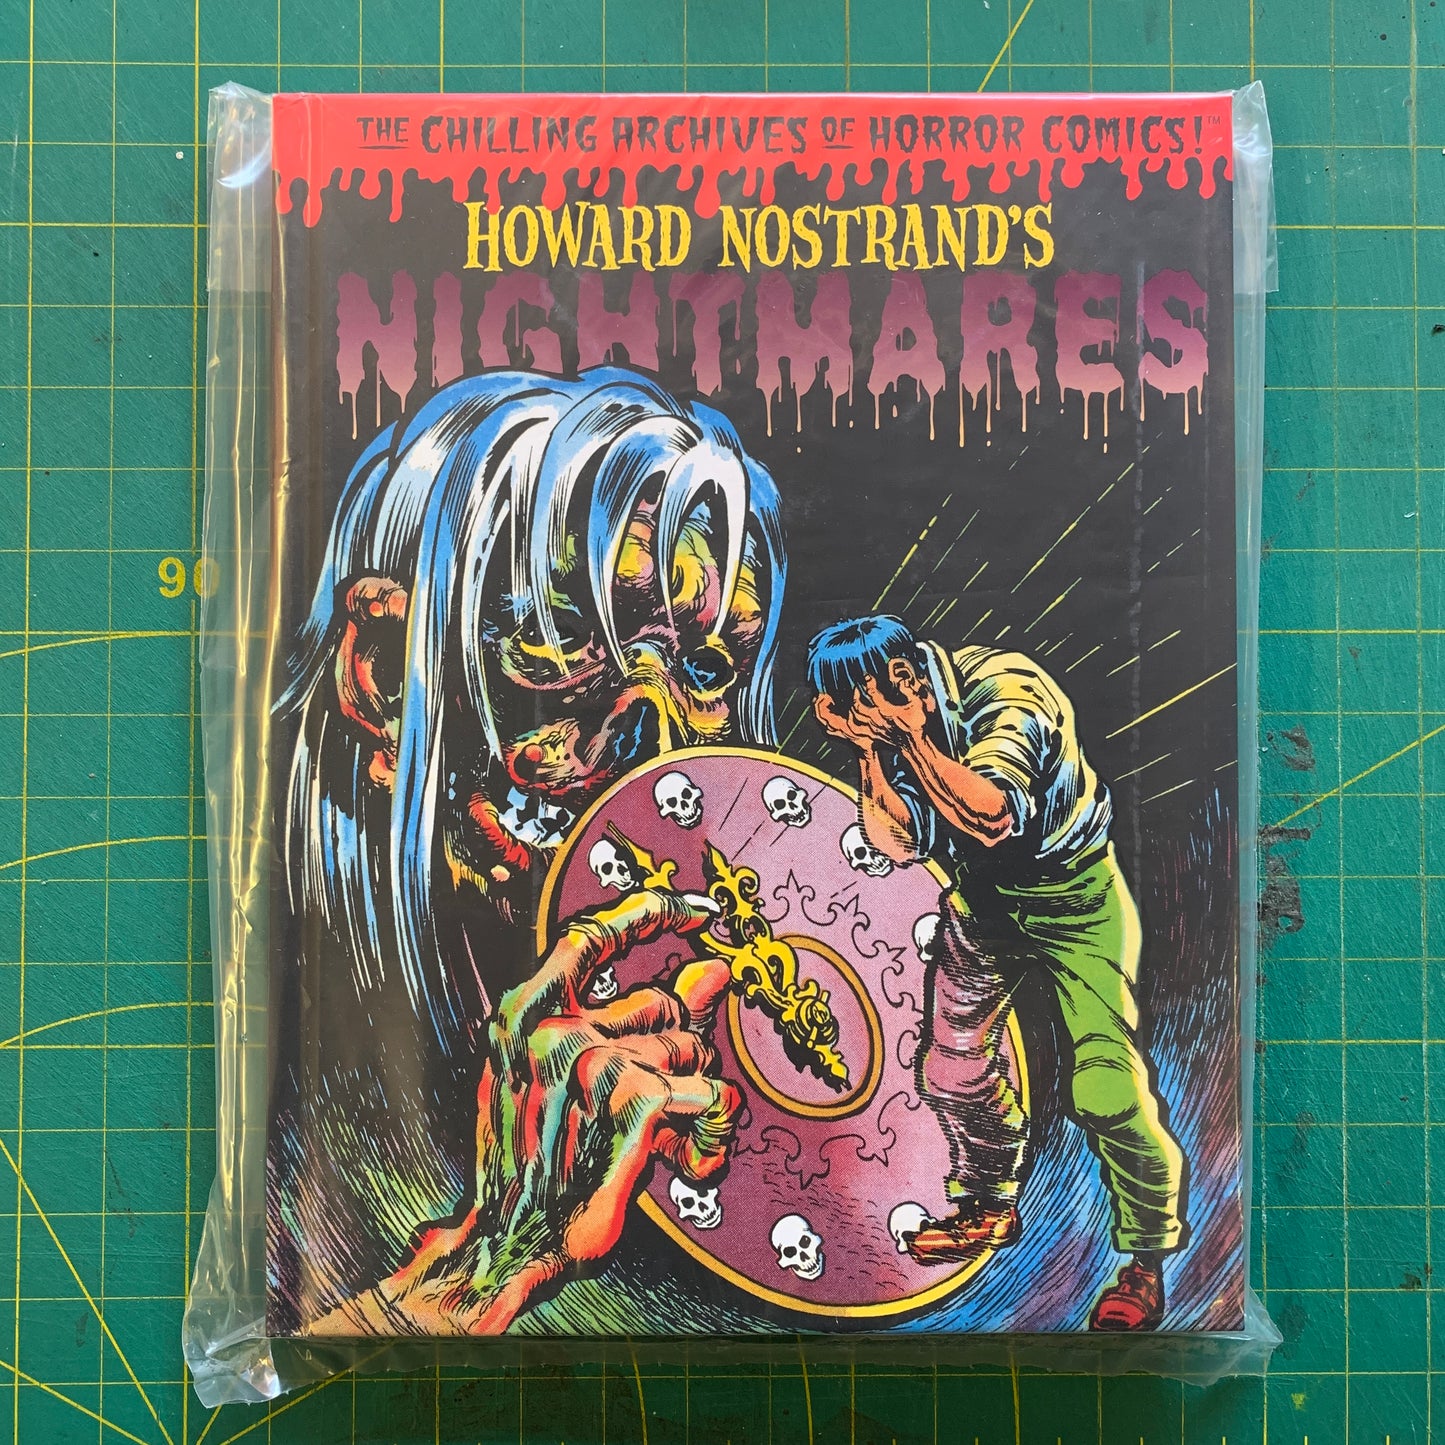 THE CHILLING ARCHIVES OF HORROR COMICS!™
HOWARD NOSTRAND'S
NIGHTMARES
90